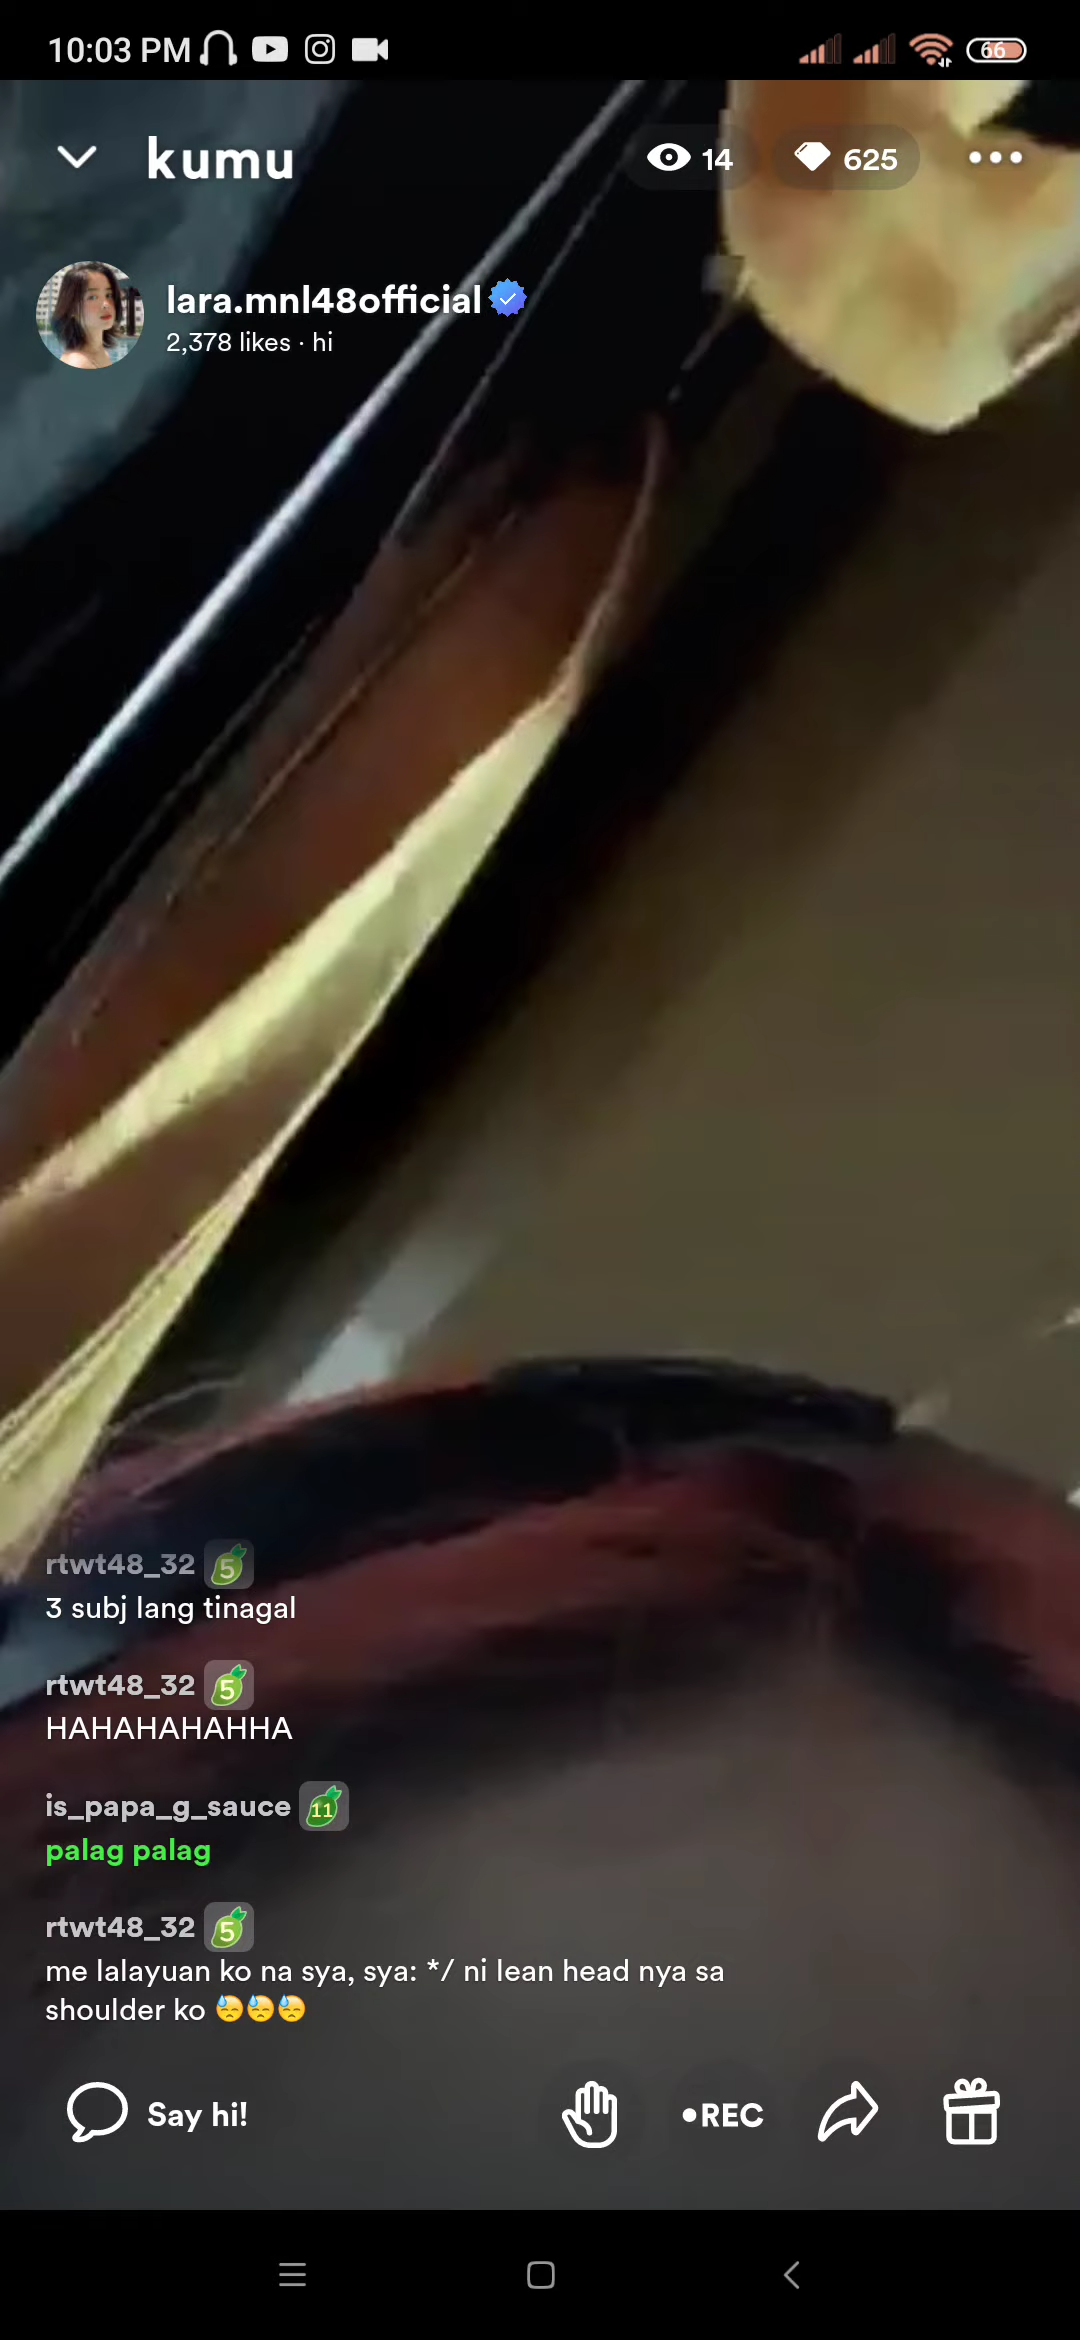 10:03 PM
66
kumu
14
625
lara.mnl48official
2,378 likes · hi
rtwt48_32 5
3 subj lang tinagal
rtwt48_32 5
HAHAHAHAHHA
is_papa_g_sauce 11
palag palag
rtwt48_32 5
me lalayuan ko na sya, sya: */ ni lean head nya sa
shoulder ko 😓😓😓
Say hi!
•REC